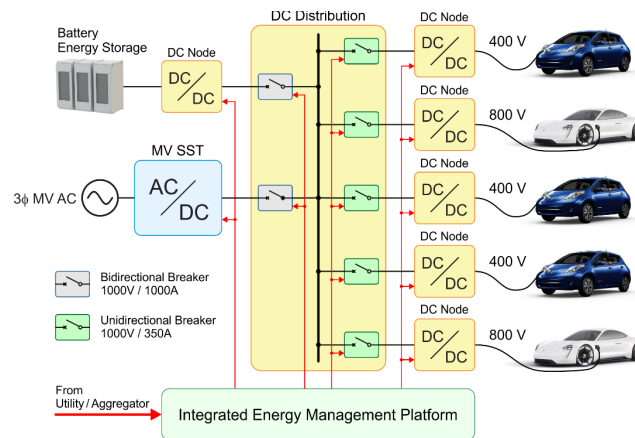 Battery
Energy Storage
DC Node
DC/DC
MV SST
AC/DC
3ϕ MV AC
DC Distribution
DC Node
DC/DC
400 V
DC Node
DC/DC
800 V
DC Node
DC/DC
400 V
DC Node
DC/DC
400 V
DC Node
DC/DC
800 V
Bidirectional Breaker
1000V / 1000A
Unidirectional Breaker
1000V / 350A
From
Utility/Aggregator
Integrated Energy Management Platform